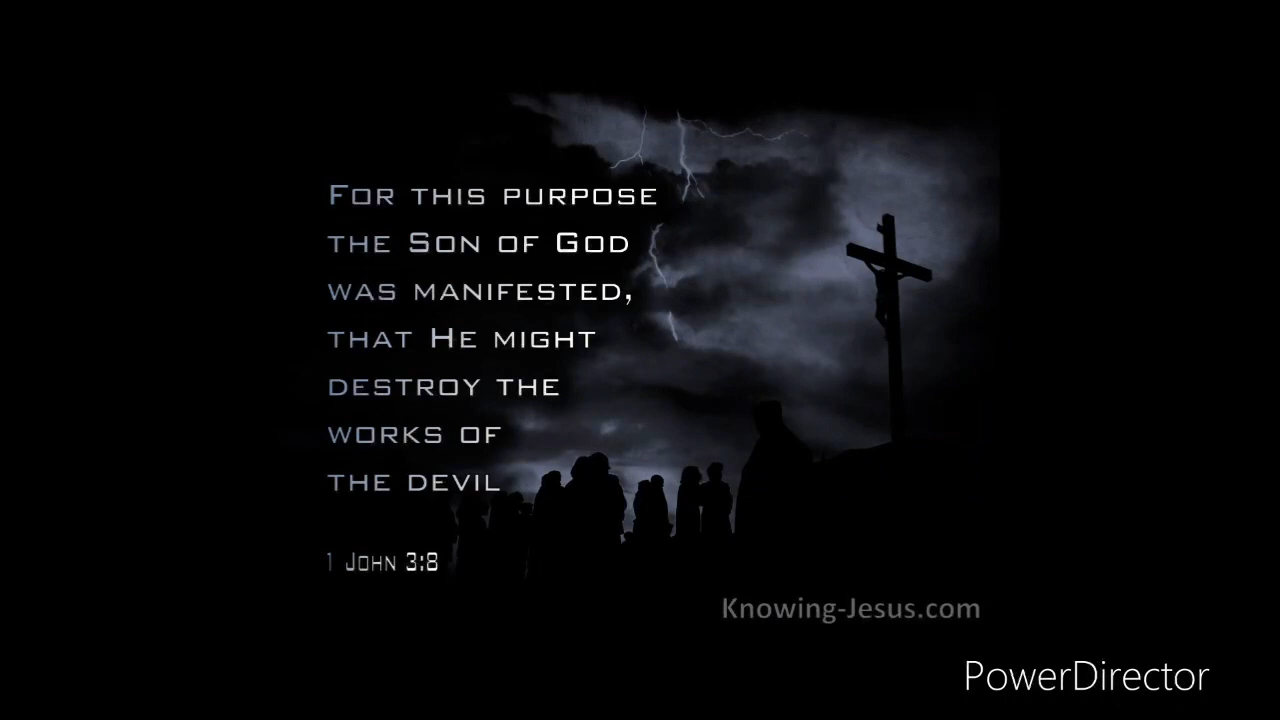 For this purpose
the Son of God
was manifested,
that He might
destroy the
works of
the devil
1 John 3:8
Knowing-Jesus.com
PowerDirector